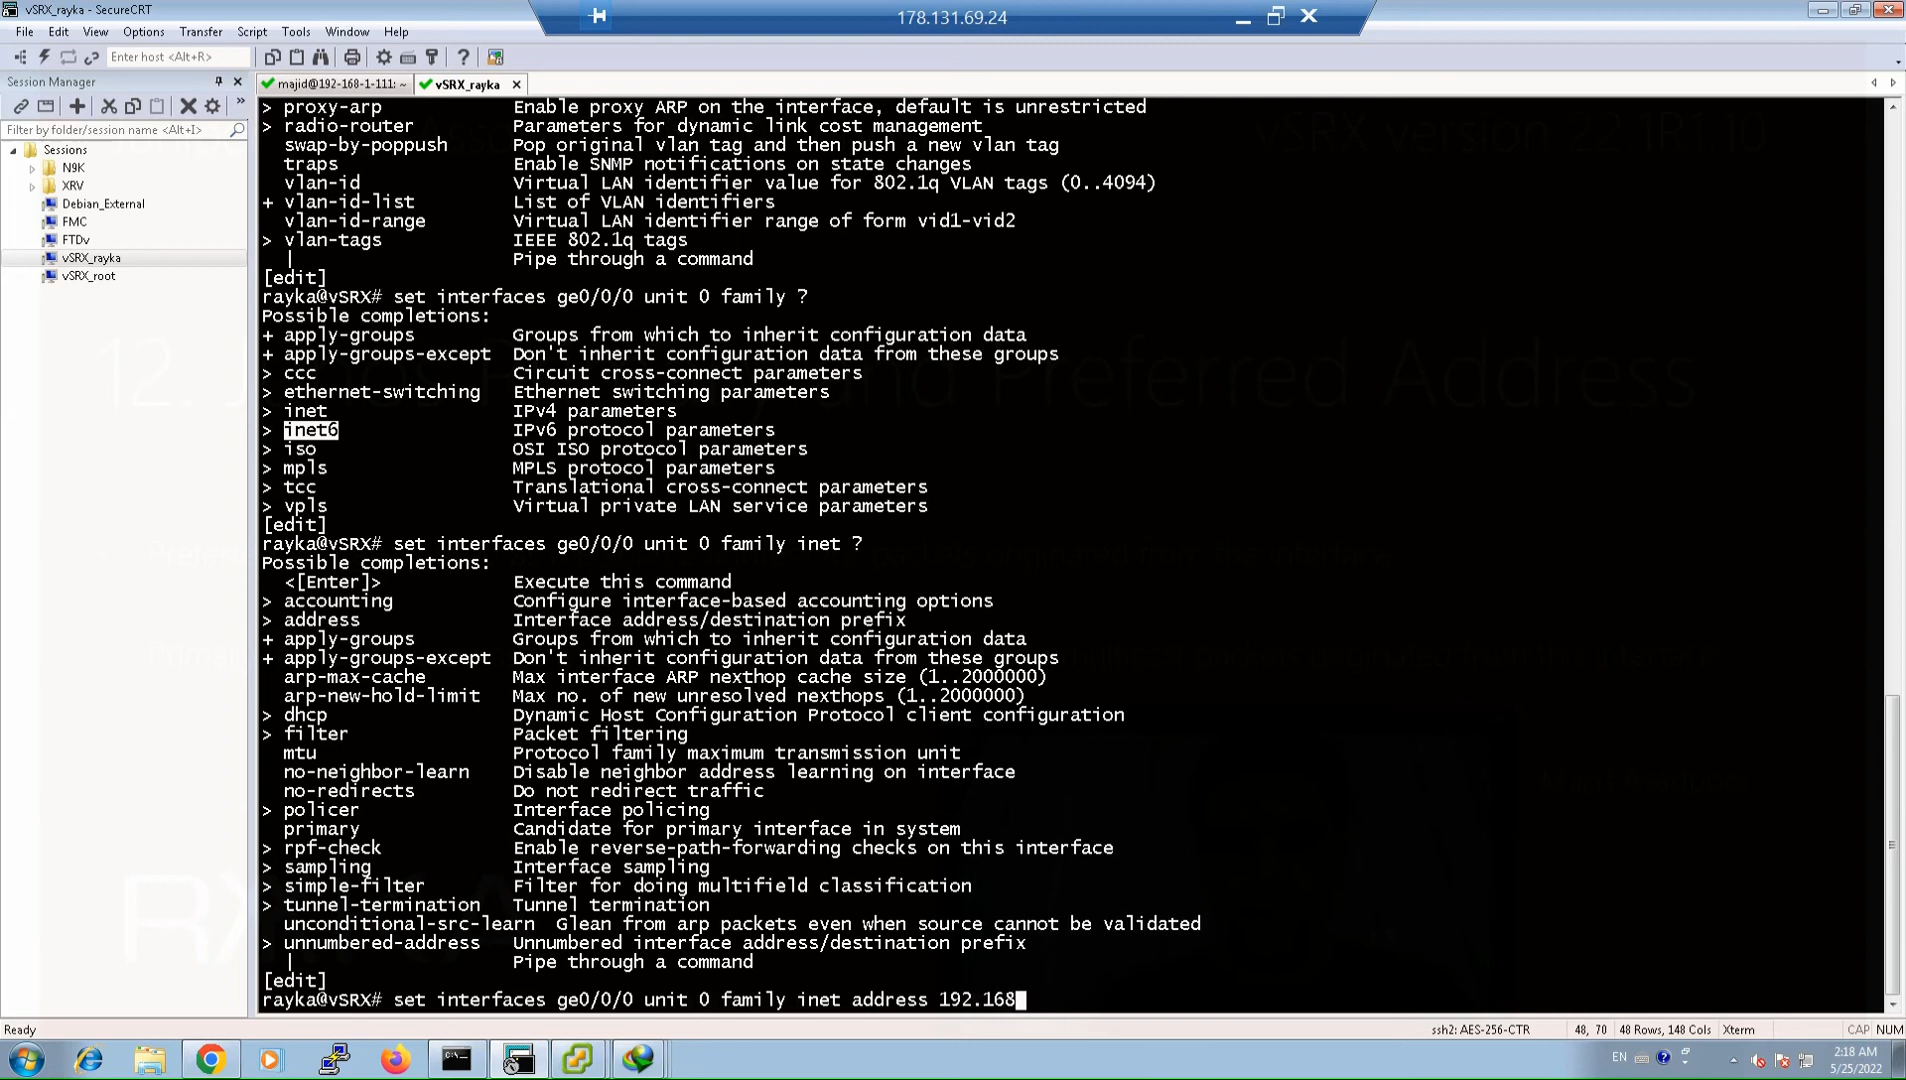 vSRX_rayka - SecureCRT
178.131.69.24
File Edit View Options Transfer Script Tools Window Help
Enter host <Alt+R>
Session Manager
majid@192-168-1-111: ~
vSRX_rayka
Filter by folder/session name <Alt+I>
Sessions
N9K
XRV
Debian_External
FMC
FTDv
vSRX_rayka
vSRX_root
> proxy-arp Enable proxy ARP on the interface, default is unrestricted
> radio-router Parameters for dynamic link cost management
swap-by-poppush Pop original vlan tag and then push a new vlan tag
traps Enable SNMP notifications on state changes
vlan-id Virtual LAN identifier value for 802.1q VLAN tags (0..4094)
+ vlan-id-list List of VLAN identifiers
vlan-id-range Virtual LAN identifier range of form vid1-vid2
> vlan-tags IEEE 802.1q tags
| Pipe through a command
[edit]
rayka@vSRX# set interfaces ge0/0/0 unit 0 family ?
Possible completions:
+ apply-groups Groups from which to inherit configuration data
+ apply-groups-except Don't inherit configuration data from these groups
> ccc Circuit cross-connect parameters
> ethernet-switching Ethernet switching parameters
> inet IPv4 parameters
> inet6 IPv6 protocol parameters
> iso OSI ISO protocol parameters
> mpls MPLS protocol parameters
> tcc Translational cross-connect parameters
> vpls Virtual private LAN service parameters
[edit]
rayka@vSRX# set interfaces ge0/0/0 unit 0 family inet ?
Possible completions:
<[Enter]> Execute this command
> accounting Configure interface-based accounting options
> address Interface address/destination prefix
+ apply-groups Groups from which to inherit configuration data
+ apply-groups-except Don't inherit configuration data from these groups
arp-max-cache Max interface ARP nexthop cache size (1..2000000)
arp-new-hold-limit Max no. of new unresolved nexthops (1..2000000)
> dhcp Dynamic Host Configuration Protocol client configuration
> filter Packet filtering
mtu Protocol family maximum transmission unit
no-neighbor-learn Disable neighbor address learning on interface
no-redirects Do not redirect traffic
> policer Interface policing
primary Candidate for primary interface in system
> rpf-check Enable reverse-path-forwarding checks on this interface
> sampling Interface sampling
> simple-filter Filter for doing multifield classification
> tunnel-termination Tunnel termination
unconditional-src-learn Glean from arp packets even when source cannot be validated
> unnumbered-address Unnumbered interface address/destination prefix
| Pipe through a command
[edit]
rayka@vSRX# set interfaces ge0/0/0 unit 0 family inet address 192.168
vSRX version 22.1R1.10
and Preferred Address
Ready
ssh2: AES-256-CTR 48, 70 48 Rows, 148 Cols Xterm CAP NUM
EN
2:18 AM
5/25/2022